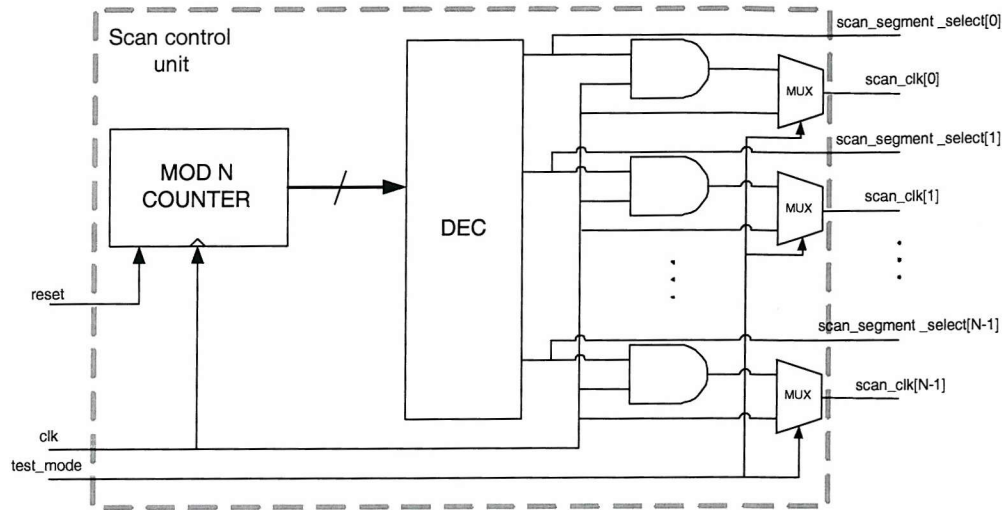 Scan control
unit
MOD N
COUNTER
DEC
MUX
MUX
MUX
reset
clk
test_mode
scan_segment _select[0]
scan_clk[0]
scan_segment _select[1]
scan_clk[1]
scan_segment _select[N-1]
scan_clk[N-1]